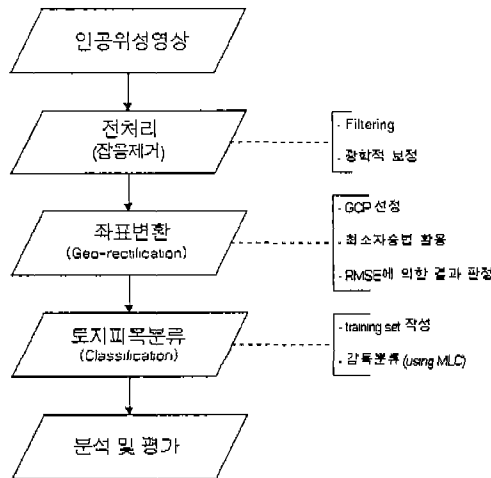 인공위성영상
전처리
(잡음제거)
- Filtering
- 광학적 보정
좌표변환
(Geo-rectification)
- GCP 선정
- 최소자승법 활용
- RMSE에 의한 결과 판정
토지피복분류
(Classification)
- training set 작성
- 감독분류 (using MLC)
분석 및 평가